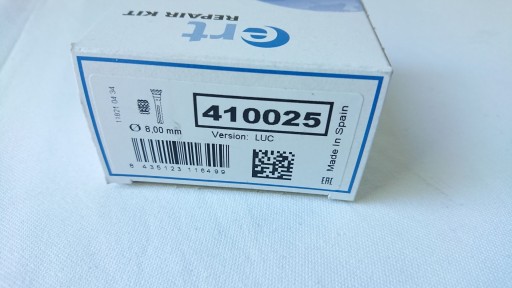 ert
REPAIR KIT
410025
Version: LUC
Ø 8,00 mm
8 435123 116499
Made In Spain
EAC